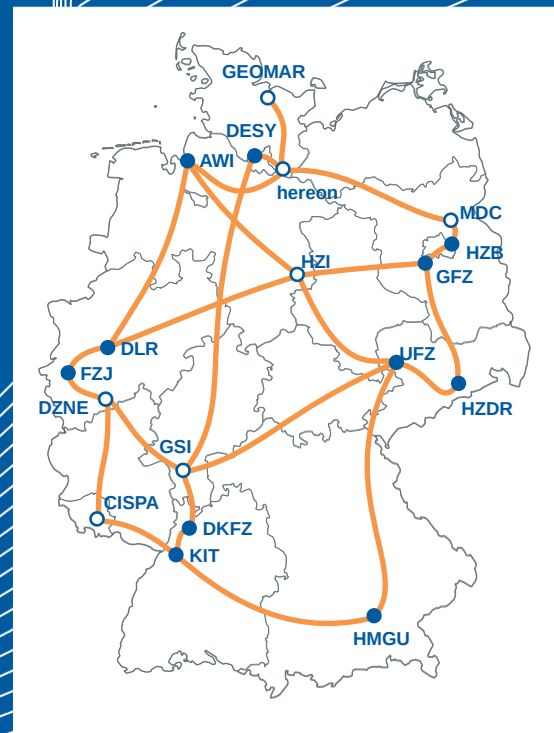 GEOMAR
DESY
AWI
hereon
MDC
HZB
HZI
GFZ
DLR
UFZ
FZJ
DZNE
HZDR
GSI
CISPA
DKFZ
KIT
HMGU